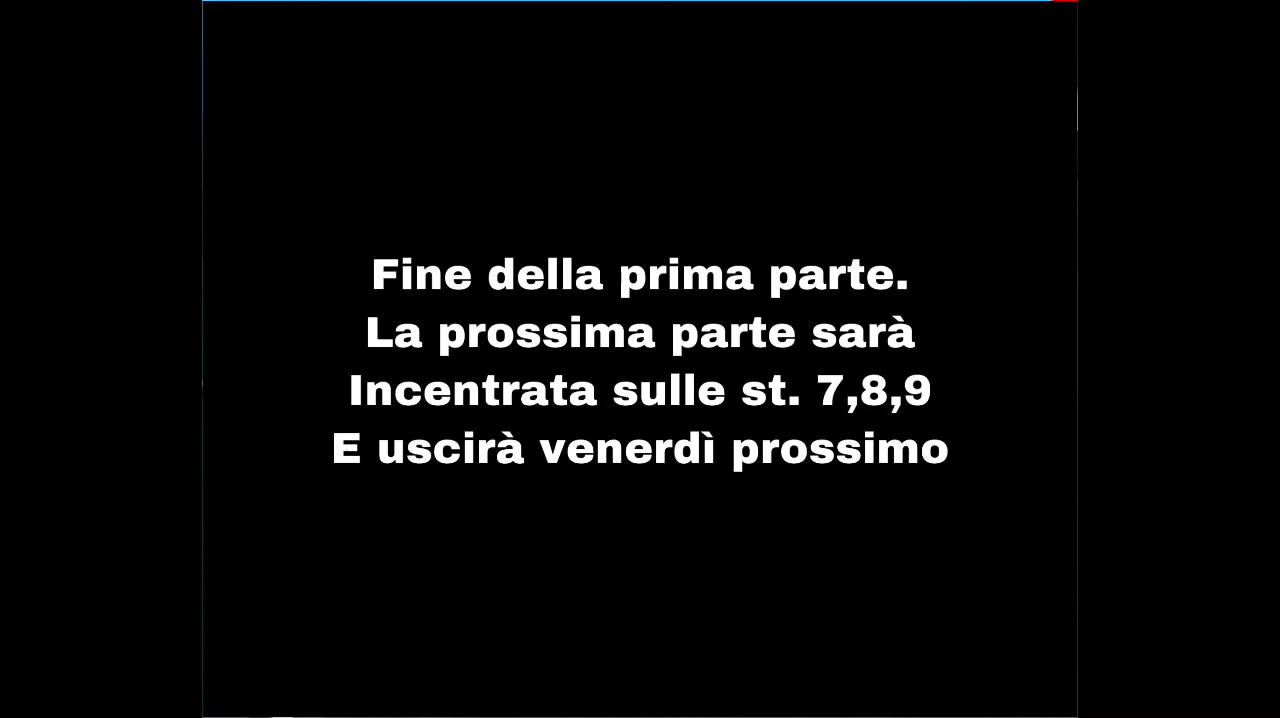 Fine della prima parte.
La prossima parte sarà
Incentrata sulle st. 7,8,9
E uscirà venerdì prossimo